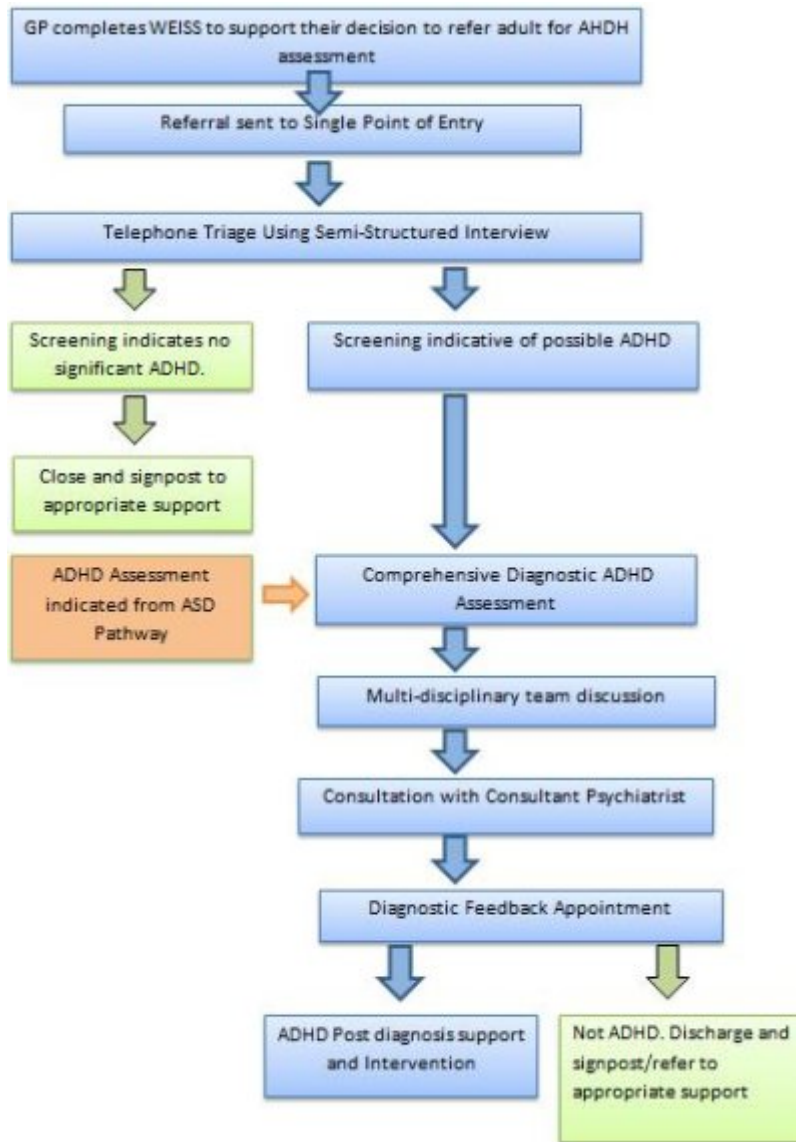 GP completes WEISS to support their decision to refer adult for AHDH
assessment
Referral sent to Single Point of Entry
Telephone Triage Using Semi-Structured Interview
Screening indicates no
significant ADHD.
Screening indicative of possible ADHD
Close and signpost to
appropriate support
ADHD Assessment
indicated from ASD
Pathway
Comprehensive Diagnostic ADHD
Assessment
Multi-disciplinary team discussion
Consultation with Consultant Psychiatrist
Diagnostic Feedback Appointment
ADHD Post diagnosis support
and Intervention
Not ADHD. Discharge and
signpost/refer to
appropriate support